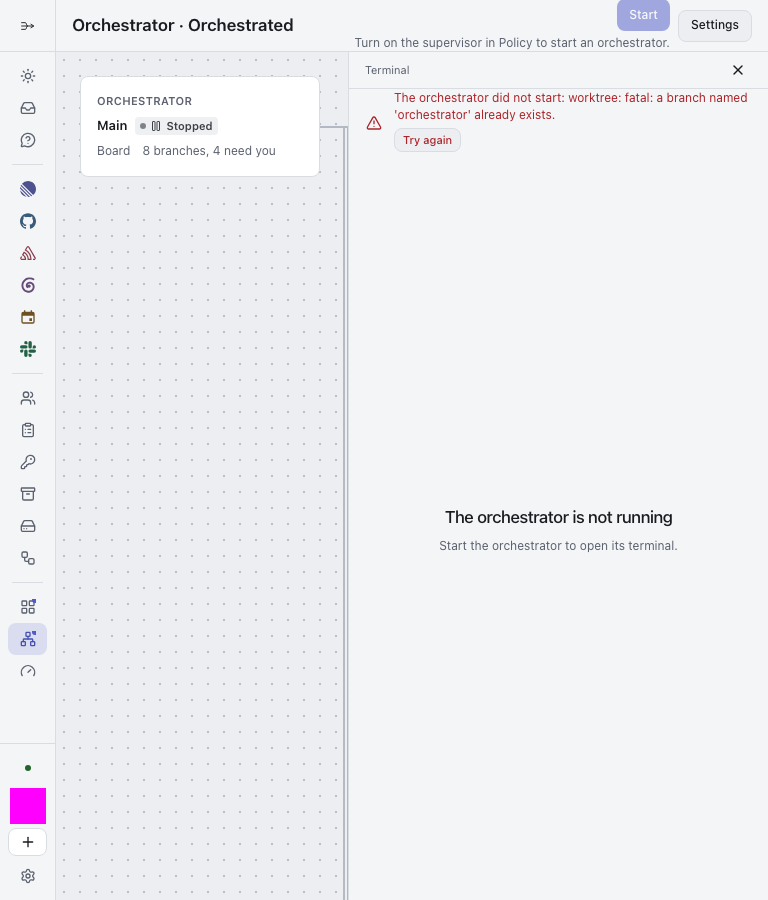 Orchestrator · Orchestrated
Start
Turn on the supervisor in Policy to start an orchestrator.
Settings
ORCHESTRATOR
Main Stopped
Board 8 branches, 4 need you
Terminal
The orchestrator did not start: worktree: fatal: a branch named
'orchestrator' already exists.
Try again
The orchestrator is not running
Start the orchestrator to open its terminal.